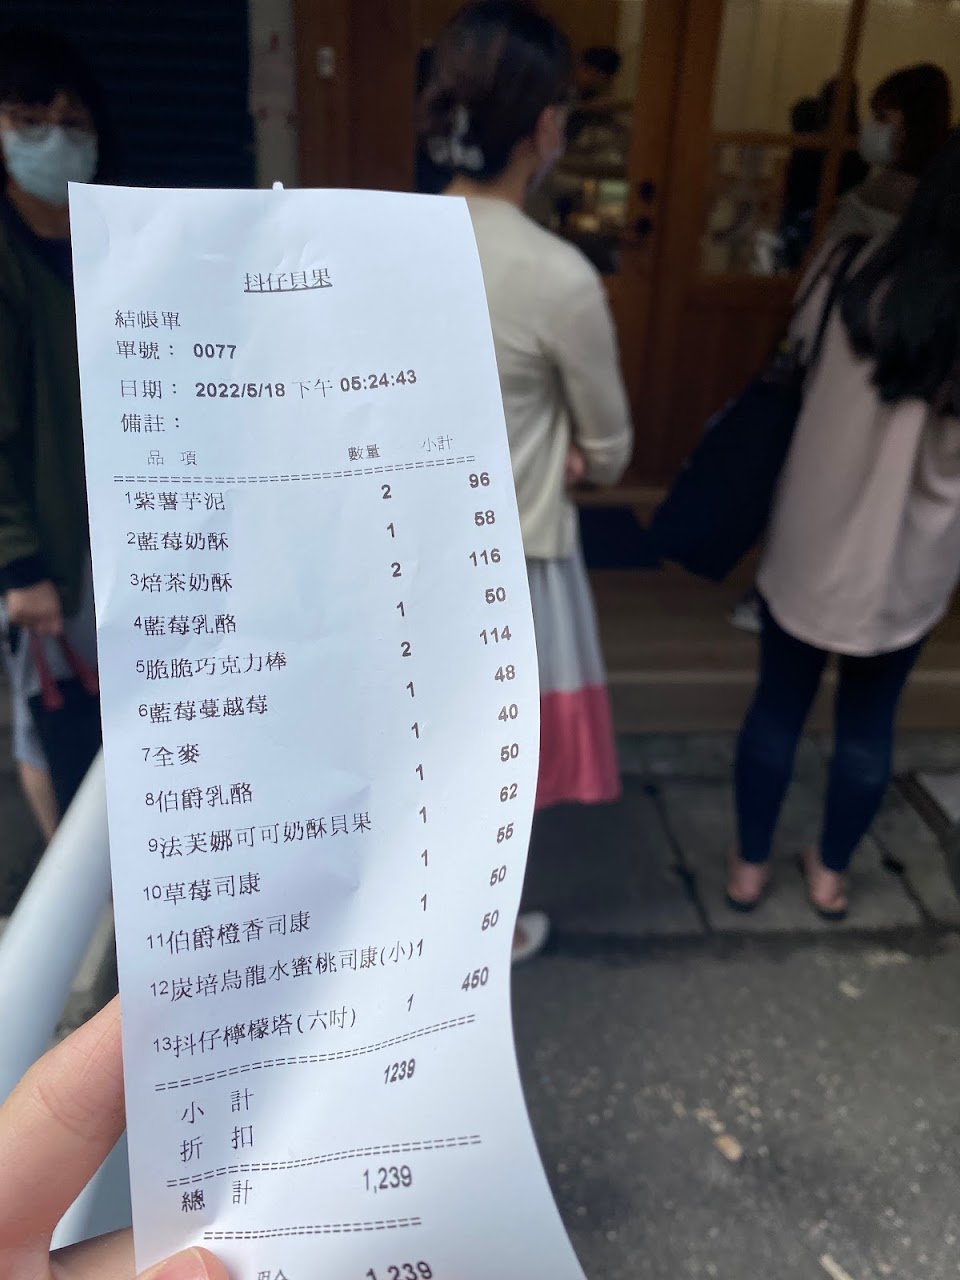 抖仔貝果
結帳單
單號： 0077
日期： 2022/5/18 下午 05:24:43
備註：
品 項 數量 小計
1紫薯芋泥 2 96
2藍莓奶酥 1 58
3焙茶奶酥 2 116
4藍莓乳酪 1 50
5脆脆巧克力棒 2 114
6藍莓蔓越莓 1 48
7全麥 1 40
8伯爵乳酪 1 50
9法芙娜可可奶酥貝果 1 62
10草莓司康 1 55
11伯爵橙香司康 1 50
12炭培烏龍水蜜桃司康(小)1 50
13抖仔檸檬塔(六吋) 1 450
小 計 1239
折 扣
總 計 1,239
1,239